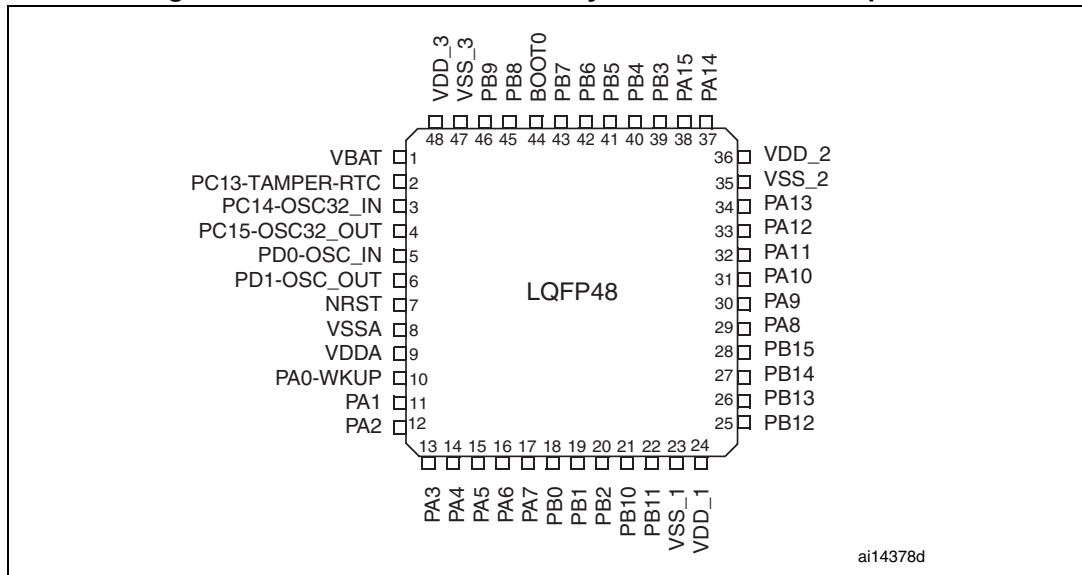 VDD_3
VSS_3
PB9
PB8
BOOT0
PB7
PB6
PB5
PB4
PB3
PA15
PA14
48 47 46 45 44 43 42 41 40 39 38 37
VBAT 1
PC13-TAMPER-RTC 2
PC14-OSC32_IN 3
PC15-OSC32_OUT 4
PD0-OSC_IN 5
PD1-OSC_OUT 6
NRST 7
VSSA 8
VDDA 9
PA0-WKUP 10
PA1 11
PA2 12
LQFP48
36 VDD_2
35 VSS_2
34 PA13
33 PA12
32 PA11
31 PA10
30 PA9
29 PA8
28 PB15
27 PB14
26 PB13
25 PB12
13 14 15 16 17 18 19 20 21 22 23 24
PA3
PA4
PA5
PA6
PA7
PB0
PB1
PB2
PB10
PB11
VSS_1
VDD_1
ai14378d